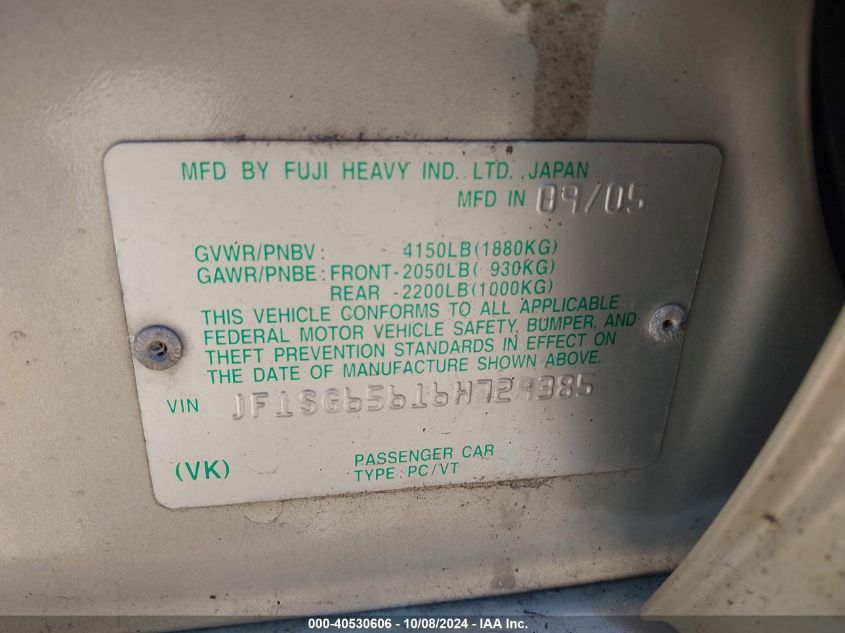 MFD BY FUJI HEAVY IND. LTD., JAPAN
MFD IN 09/05
GVWR/PNBV: 4150LB(1880KG)
GAWR/PNBE: FRONT-2050LB( 930KG)
REAR -2200LB(1000KG)
THIS VEHICLE CONFORMS TO ALL APPLICABLE
FEDERAL MOTOR VEHICLE SAFETY, BUMPER, AND
THEFT PREVENTION STANDARDS IN EFFECT ON
THE DATE OF MANUFACTURE SHOWN ABOVE.
VIN JF1SG65616H729385
(VK) PASSENGER CAR
TYPE: PC/VT
000-40530606 - 10/08/2024 - IAA Inc.